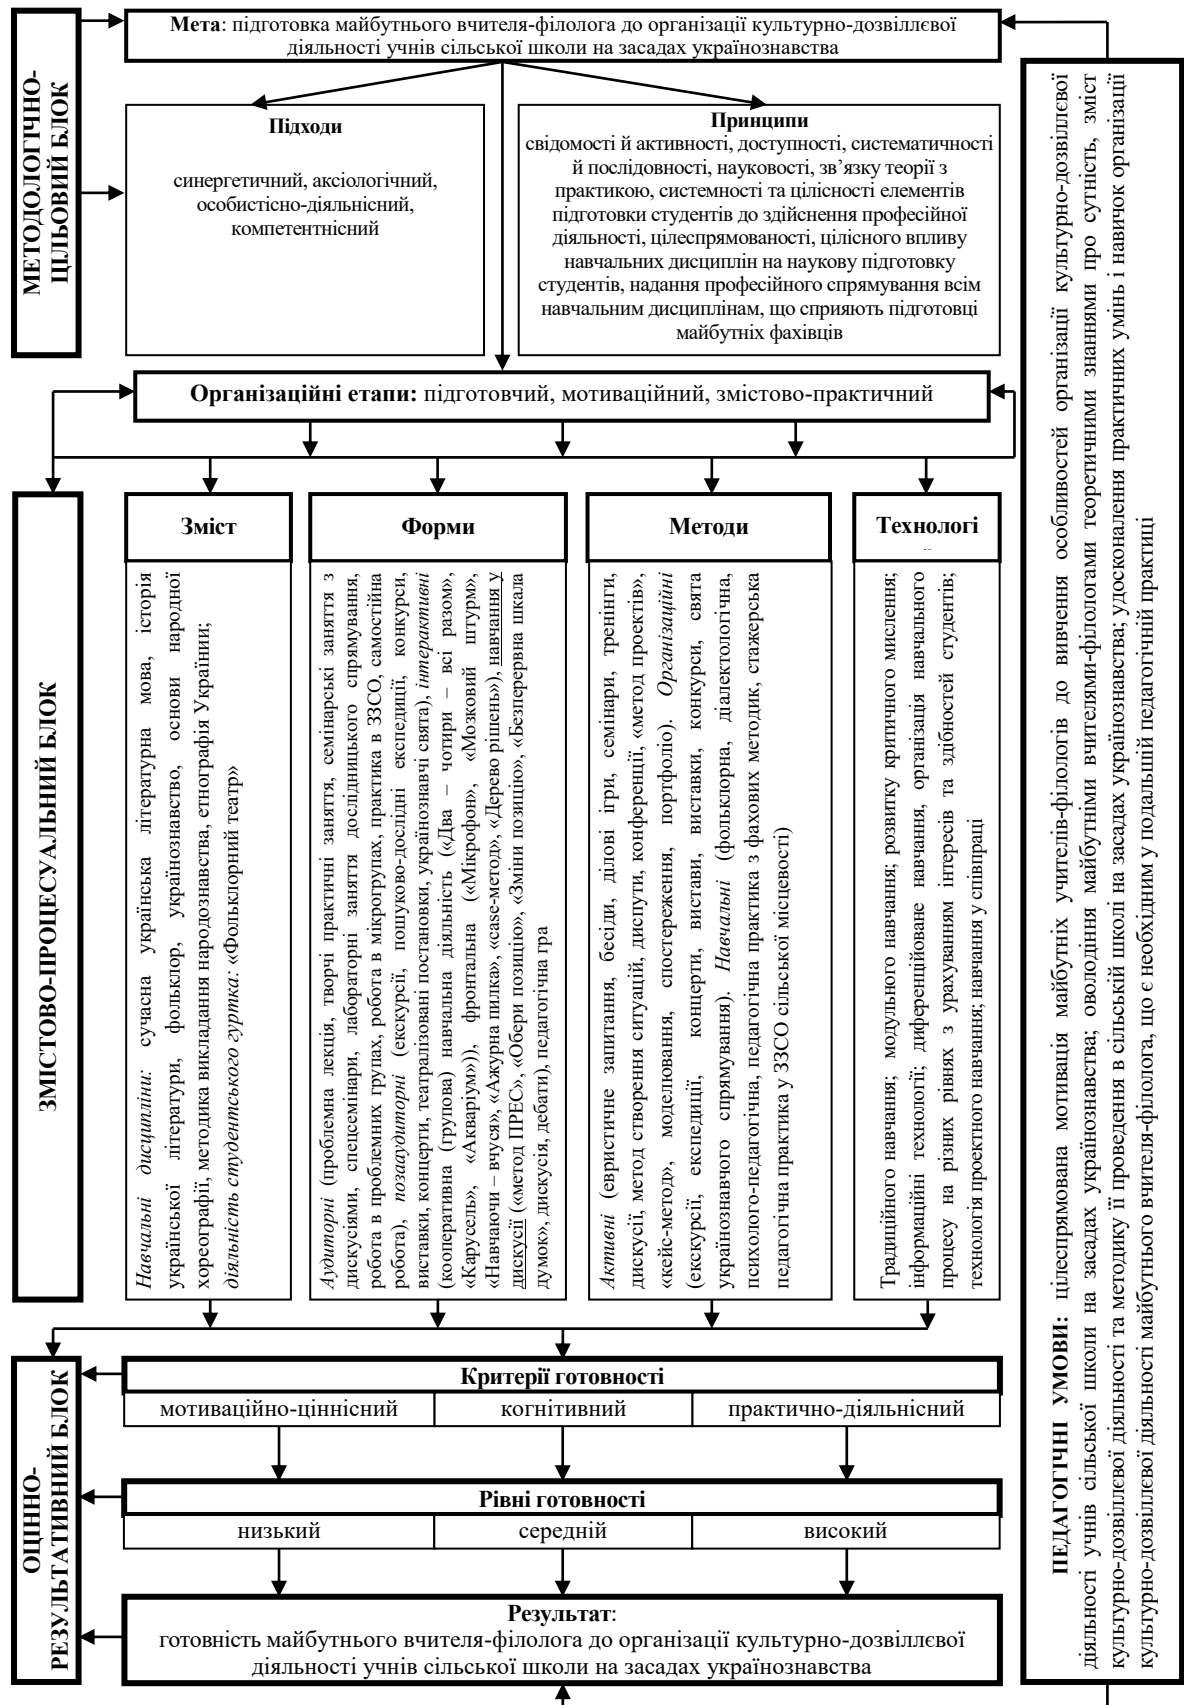 МЕТОДОЛОГІЧНО-
ЦІЛЬОВИЙ БЛОК
Мета: підготовка майбутнього вчителя-філолога до організації культурно-дозвіллєвої
діяльності учнів сільської школи на засадах українознавства
Підходи
синергетичний, аксіологічний,
особистісно-діяльнісний,
компетентнісний
Принципи
свідомості й активності, доступності, систематичності
й послідовності, науковості, зв’язку теорії з
практикою, системності та цілісності елементів
підготовки студентів до здійснення професійної
діяльності, цілеспрямованості, цілісного впливу
навчальних дисциплін на наукову підготовку
студентів, надання професійного спрямування всім
навчальним дисциплінам, що сприяють підготовці
майбутніх фахівців
Організаційні етапи: підготовчий, мотиваційний, змістово-практичний
ЗМІСТОВО-ПРОЦЕСУАЛЬНИЙ БЛОК
Зміст
Навчальні дисципліни: сучасна українська літературна мова, історія
української літератури, фольклор, українознавство, основи народної
хореографії, методика викладання народознавства, етнографія Україниии;
діяльність студентського гуртка: «Фольклорний театр»
Форми
Аудиторні (проблемна лекція, творчі практичні заняття, семінарські заняття з
дискусіями, спецсемінари, лабораторні заняття дослідницького спрямування,
робота в проблемних групах, робота в мікрогрупах, практика в ЗЗСО, самостійна
робота), позааудиторні (екскурсії, пошуково-дослідні експедиції, конкурси,
виставки, концерти, театралізовані постановки, українознавчі свята), інтерактивні
(кооперативна (групова) навчальна діяльність («Два – чотири – всі разом»,
«Карусель», «Акваріум»)), фронтальна («Мікрофон», «Мозковий штурм»,
«Навчаючи – вчуся», «Ажурна пилка», «case-метод», «Дерево рішень»), навчання у
дискусії («метод ПРЕС», «Обери позицію», «Зміни позицію», «Безперервна шкала
думок», дискусія, дебати), педагогічна гра
Методи
Активні (евристичне запитання, бесіди, ділові ігри, семінари, тренінги,
дискусії, метод створення ситуацій, диспути, конференції, «метод проектів»,
«кейс-метод», моделювання, спостереження, портфоліо). Організаційні
(екскурсії, експедиції, концерти, вистави, виставки, конкурси, свята
українознавчого спрямування). Навчальні (фольклорна, діалектологічна,
психолого-педагогічна, педагогічна практика з фахових методик, стажерська
педагогічна практика у ЗЗСО сільської місцевості)
Технологі
Традиційного навчання; модульного навчання; розвитку критичного мислення;
інформаційні технології; диференційоване навчання, організація навчального
процесу на різних рівнях з урахуванням інтересів та здібностей студентів;
технологія проектного навчання; навчання у співпраці
ОЦІННО-
РЕЗУЛЬТАТИВНИЙ БЛОК
Критерії готовності
мотиваційно-ціннісний когнітивний практично-діяльнісний
Рівні готовності
низький середній високий
Результат:
готовність майбутнього вчителя-філолога до організації культурно-дозвіллєвої
діяльності учнів сільської школи на засадах українознавства
ПЕДАГОГІЧНІ УМОВИ: цілеспрямована мотивація майбутніх учителів-філологів до вивчення особливостей організації культурно-дозвіллєвої
діяльності учнів сільської школи на засадах українознавства; оволодіння майбутніми вчителями-філологами теоретичними знаннями про сутність, зміст
культурно-дозвіллєвої діяльності та методику її проведення в сільській школі на засадах українознавства; удосконалення практичних умінь і навичок організації
культурно-дозвіллєвої діяльності майбутнього вчителя-філолога, що є необхідним у подальшій педагогічній практиці